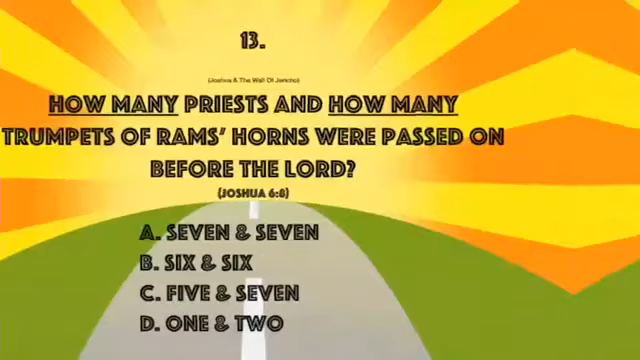 13.
(Joshua & The Wall Of Jericho)
HOW MANY PRIESTS AND HOW MANY
TRUMPETS OF RAMS' HORNS WERE PASSED ON
BEFORE THE LORD?
(JOSHUA 6:8)
A. SEVEN & SEVEN
B. SIX & SIX
C. FIVE & SEVEN
D. ONE & TWO